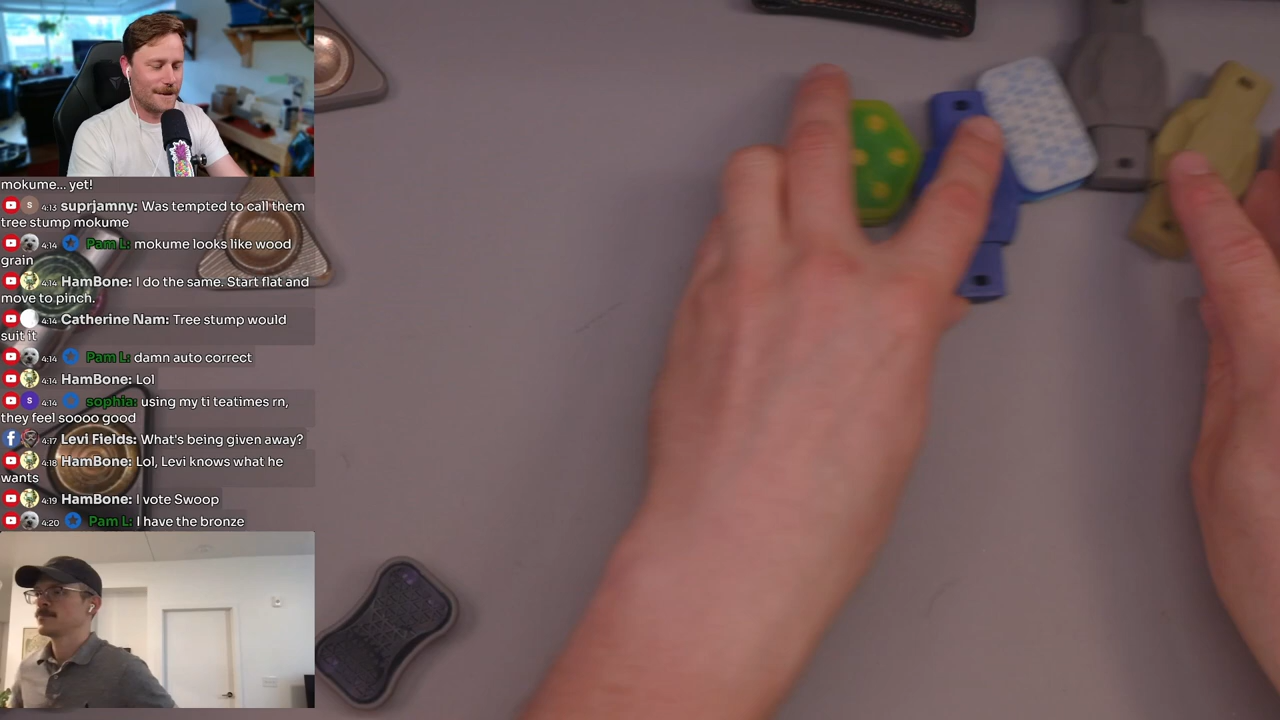 mokume... yet!
S 4:13 suprjamny: Was tempted to call them
tree stump mokume
4:14 Pam L: mokume looks like wood
grain
4:14 HamBone: I do the same. Start flat and
move to pinch.
4:14 Catherine Nam: Tree stump would
suit it
4:14 Pam L: damn auto correct
4:14 HamBone: Lol
S 4:14 sophia: using my ti teatimes rn,
they feel soooo good
4:17 Levi Fields: What's being given away?
4:18 HamBone: Lol, Levi knows what he
wants
4:19 HamBone: I vote Swoop
4:20 Pam L: I have the bronze